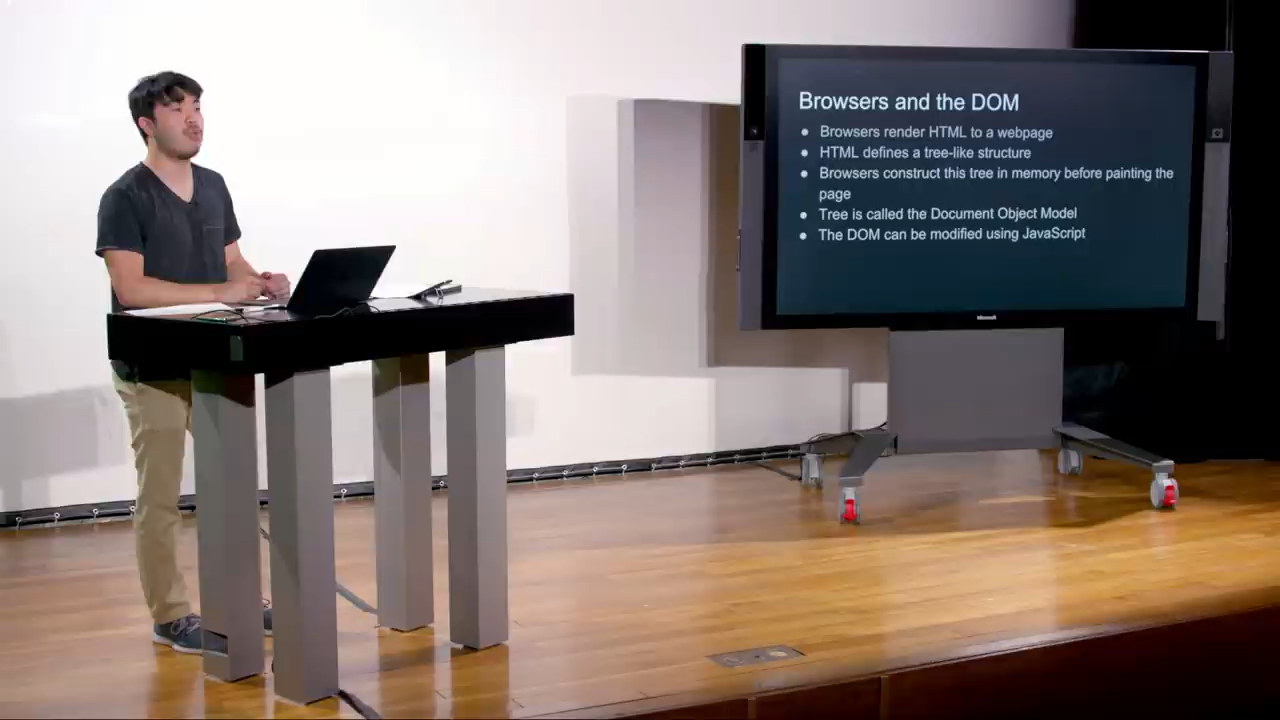 Browsers and the DOM
● Browsers render HTML to a webpage
● HTML defines a tree-like structure
● Browsers construct this tree in memory before painting the
page
● Tree is called the Document Object Model
● The DOM can be modified using JavaScript
Microsoft